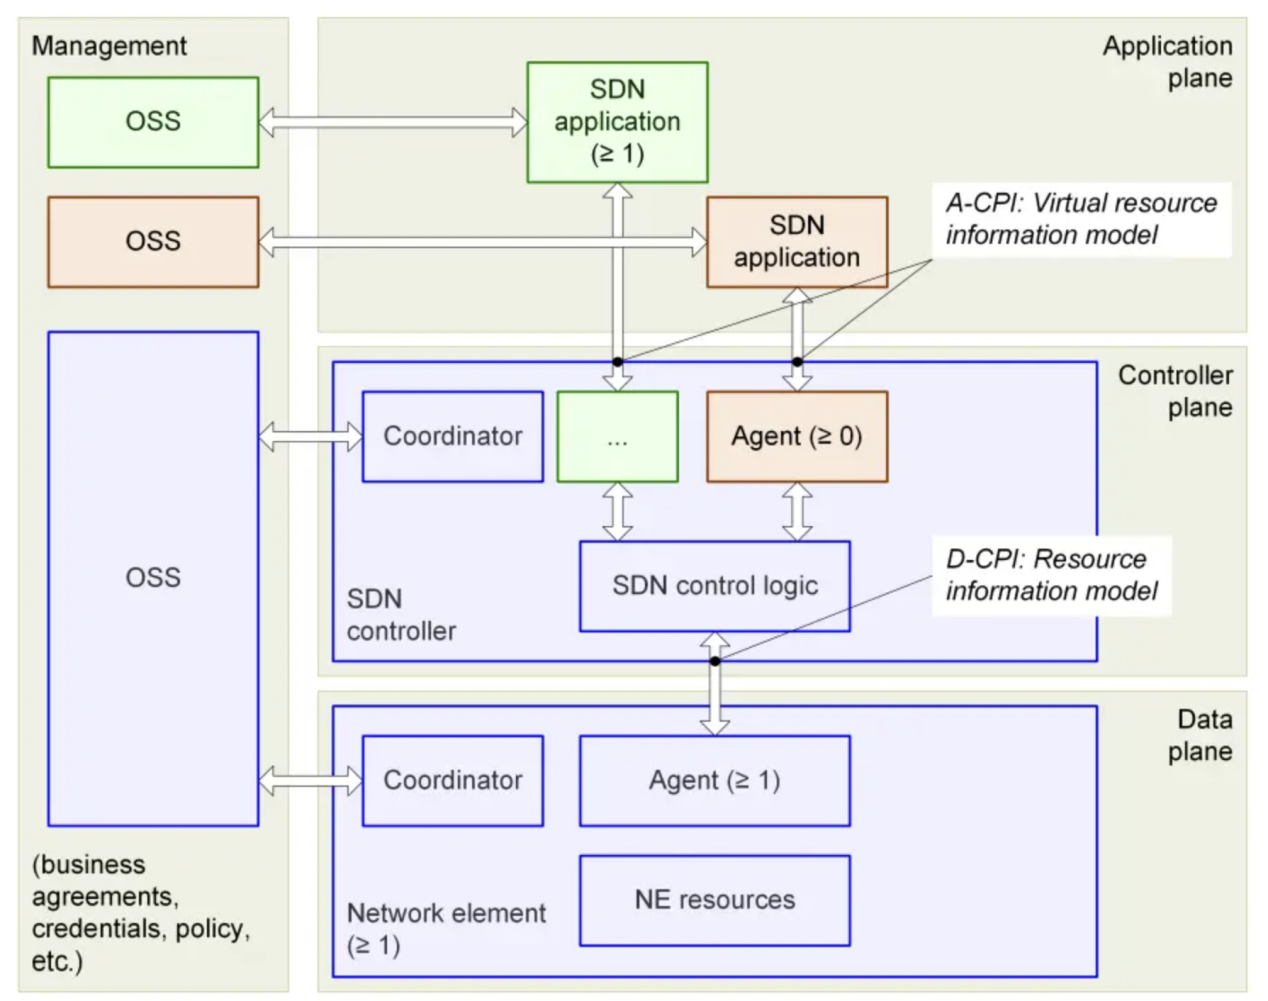 Management
OSS
OSS
OSS
(business
agreements,
credentials, policy,
etc.)
Application
plane
SDN
application
(≥ 1)
SDN
application
A-CPI: Virtual resource
information model
Controller
plane
Coordinator
...
Agent (≥ 0)
SDN control logic
SDN
controller
D-CPI: Resource
information model
Data
plane
Coordinator
Agent (≥ 1)
NE resources
Network element
(≥ 1)